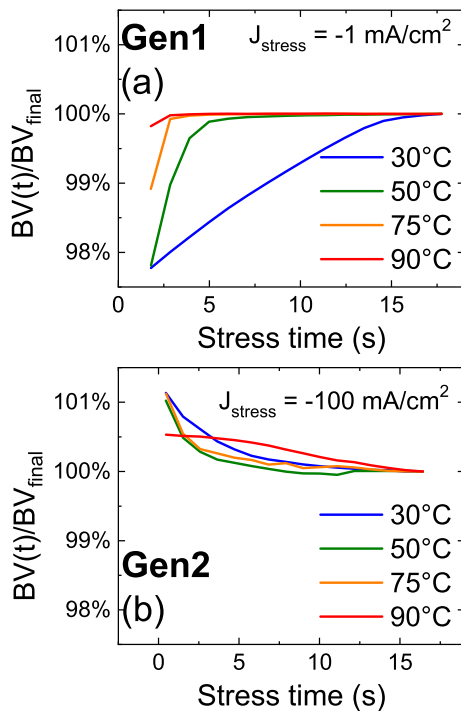 Gen1
J_stress = -1 mA/cm²
(a)
101%
100%
99%
98%
BV(t)/BV_final
30°C
50°C
75°C
90°C
0 5 10 15
Stress time (s)
J_stress = -100 mA/cm²
101%
100%
99%
98%
BV(t)/BV_final
30°C
50°C
75°C
90°C
Gen2
(b)
0 5 10 15
Stress time (s)